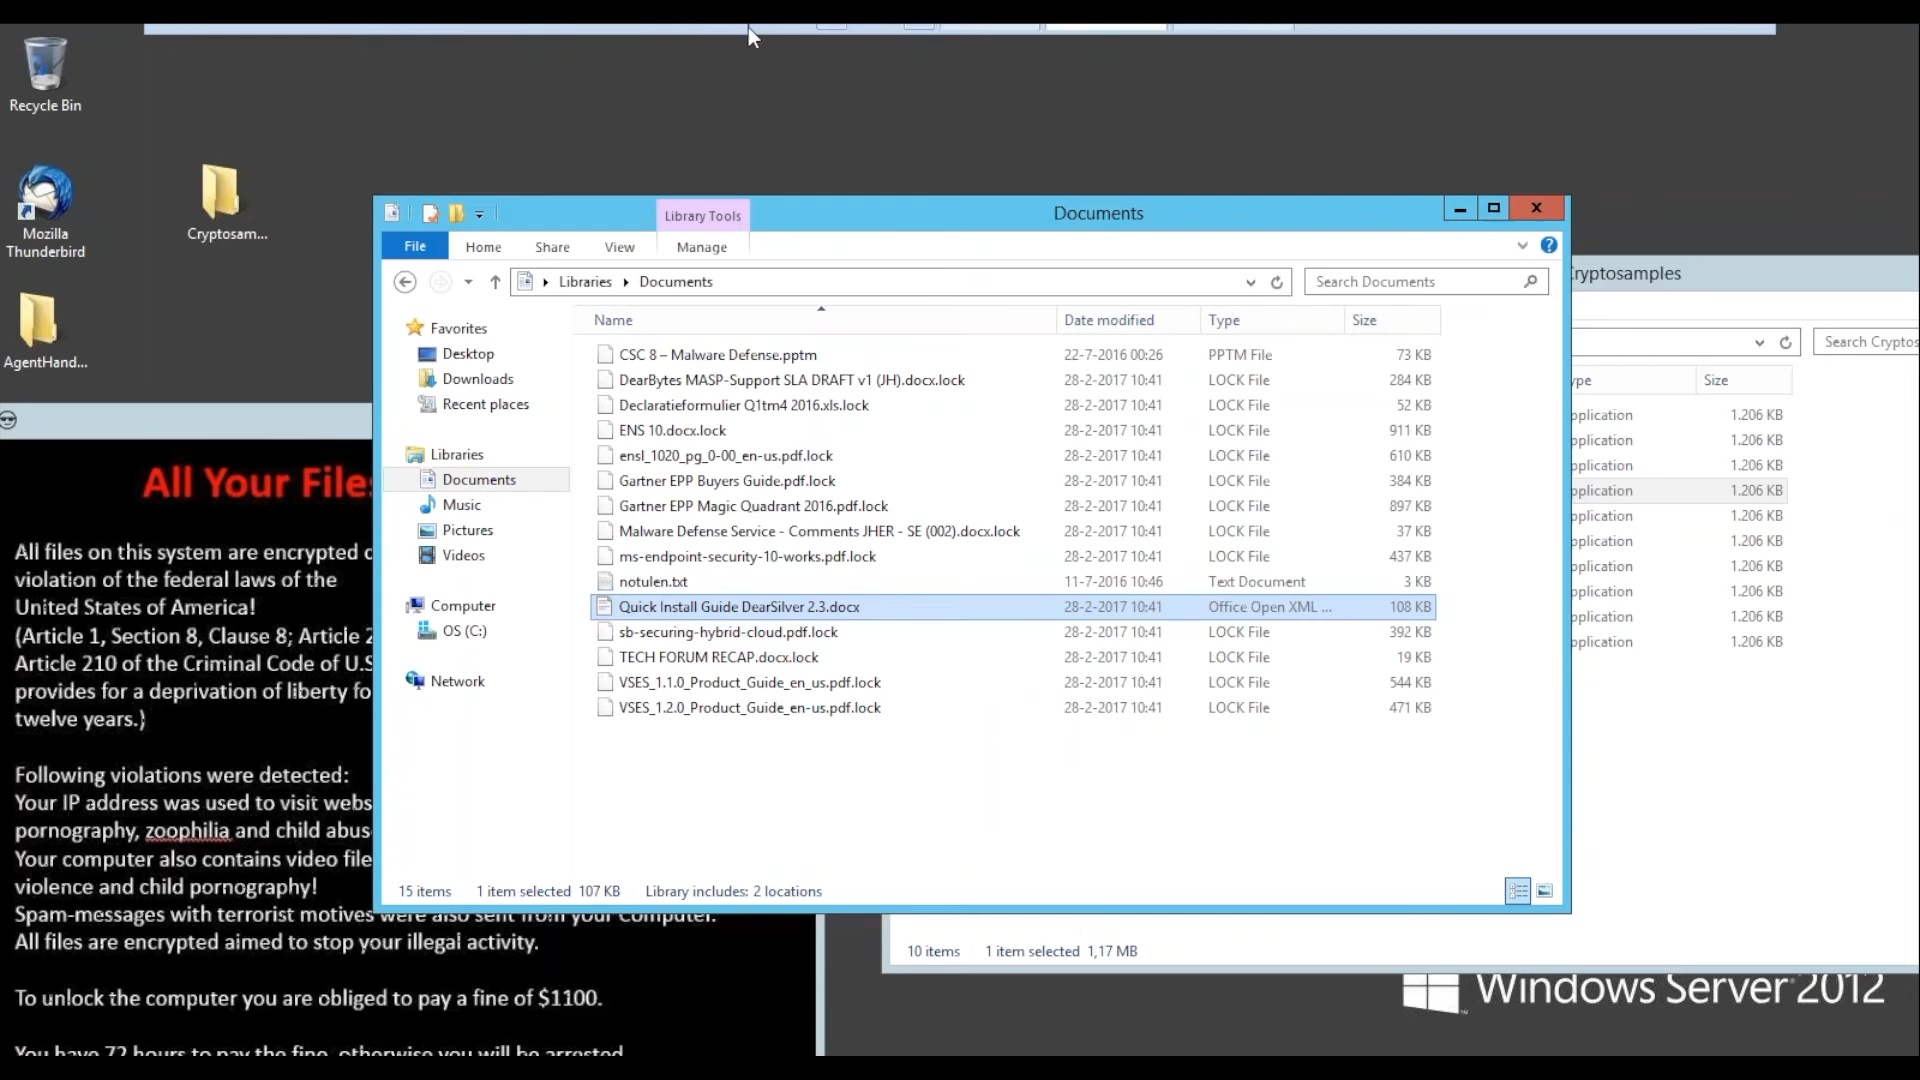 Recycle Bin
Mozilla
Thunderbird
Cryptosam...
AgentHand...
Library Tools
Documents
File
Home
Share
View
Manage
Libraries
Documents
Search Documents
Favorites
Desktop
Downloads
Recent places
Libraries
Documents
Music
Pictures
Videos
Computer
OS (C:)
Network
Name Date modified Type Size
CSC 8 – Malware Defense.pptm 22-7-2016 00:26 PPTM File 73 KB
DearBytes MASP-Support SLA DRAFT v1 (JH).docx.lock 28-2-2017 10:41 LOCK File 284 KB
Declaratieformulier Q1tm4 2016.xls.lock 28-2-2017 10:41 LOCK File 52 KB
ENS 10.docx.lock 28-2-2017 10:41 LOCK File 911 KB
ensl_1020_pg_0-00_en-us.pdf.lock 28-2-2017 10:41 LOCK File 610 KB
Gartner EPP Buyers Guide.pdf.lock 28-2-2017 10:41 LOCK File 384 KB
Gartner EPP Magic Quadrant 2016.pdf.lock 28-2-2017 10:41 LOCK File 897 KB
Malware Defense Service - Comments JHER - SE (002).docx.lock 28-2-2017 10:41 LOCK File 37 KB
ms-endpoint-security-10-works.pdf.lock 28-2-2017 10:41 LOCK File 437 KB
notulen.txt 11-7-2016 10:46 Text Document 3 KB
Quick Install Guide DearSilver 2.3.docx 28-2-2017 10:41 Office Open XML ... 108 KB
sb-securing-hybrid-cloud.pdf.lock 28-2-2017 10:41 LOCK File 392 KB
TECH FORUM RECAP.docx.lock 28-2-2017 10:41 LOCK File 19 KB
VSES_1.1.0_Product_Guide_en_us.pdf.lock 28-2-2017 10:41 LOCK File 544 KB
VSES_1.2.0_Product_Guide_en-us.pdf.lock 28-2-2017 10:41 LOCK File 471 KB
15 items 1 item selected 107 KB Library includes: 2 locations
Cryptosamples
Search Cryptos
ype Size
pplication 1.206 KB
pplication 1.206 KB
pplication 1.206 KB
pplication 1.206 KB
pplication 1.206 KB
pplication 1.206 KB
pplication 1.206 KB
pplication 1.206 KB
pplication 1.206 KB
pplication 1.206 KB
10 items 1 item selected 1,17 MB
All Your Files
All files on this system are encrypted d
violation of the federal laws of the
United States of America!
(Article 1, Section 8, Clause 8; Article 2
Article 210 of the Criminal Code of U.S
provides for a deprivation of liberty fo
twelve years.)
Following violations were detected:
Your IP address was used to visit webs
pornography, zoophilia and child abus
Your computer also contains video file
violence and child pornography!
Spam-messages with terrorist motives were also sent from your Computer.
All files are encrypted aimed to stop your illegal activity.
To unlock the computer you are obliged to pay a fine of $1100.
You have 72 hours to pay the fine, otherwise you will be arrested
Windows Server 2012